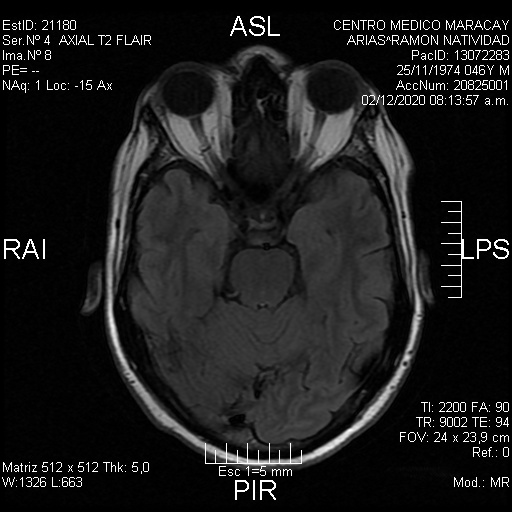 EstID: 21180
Ser.Nº 4 AXIAL T2 FLAIR
Ima.Nº 8
PE= --
NAq: 1 Loc: -15 Ax
ASL
CENTRO MEDICO MARACAY
ARIAS^RAMON NATIVIDAD
PacID: 13072283
25/11/1974 046Y M
AccNum: 20825001
02/12/2020 08:13:57 a.m.
RAI
LPS
Matriz 512 x 512 Thk: 5,0
W:1326 L:663
Esc 1=5 mm
PIR
TI: 2200 FA: 90
TR: 9002 TE: 94
FOV: 24 x 23,9 cm
Ref.: 0
Mod.: MR